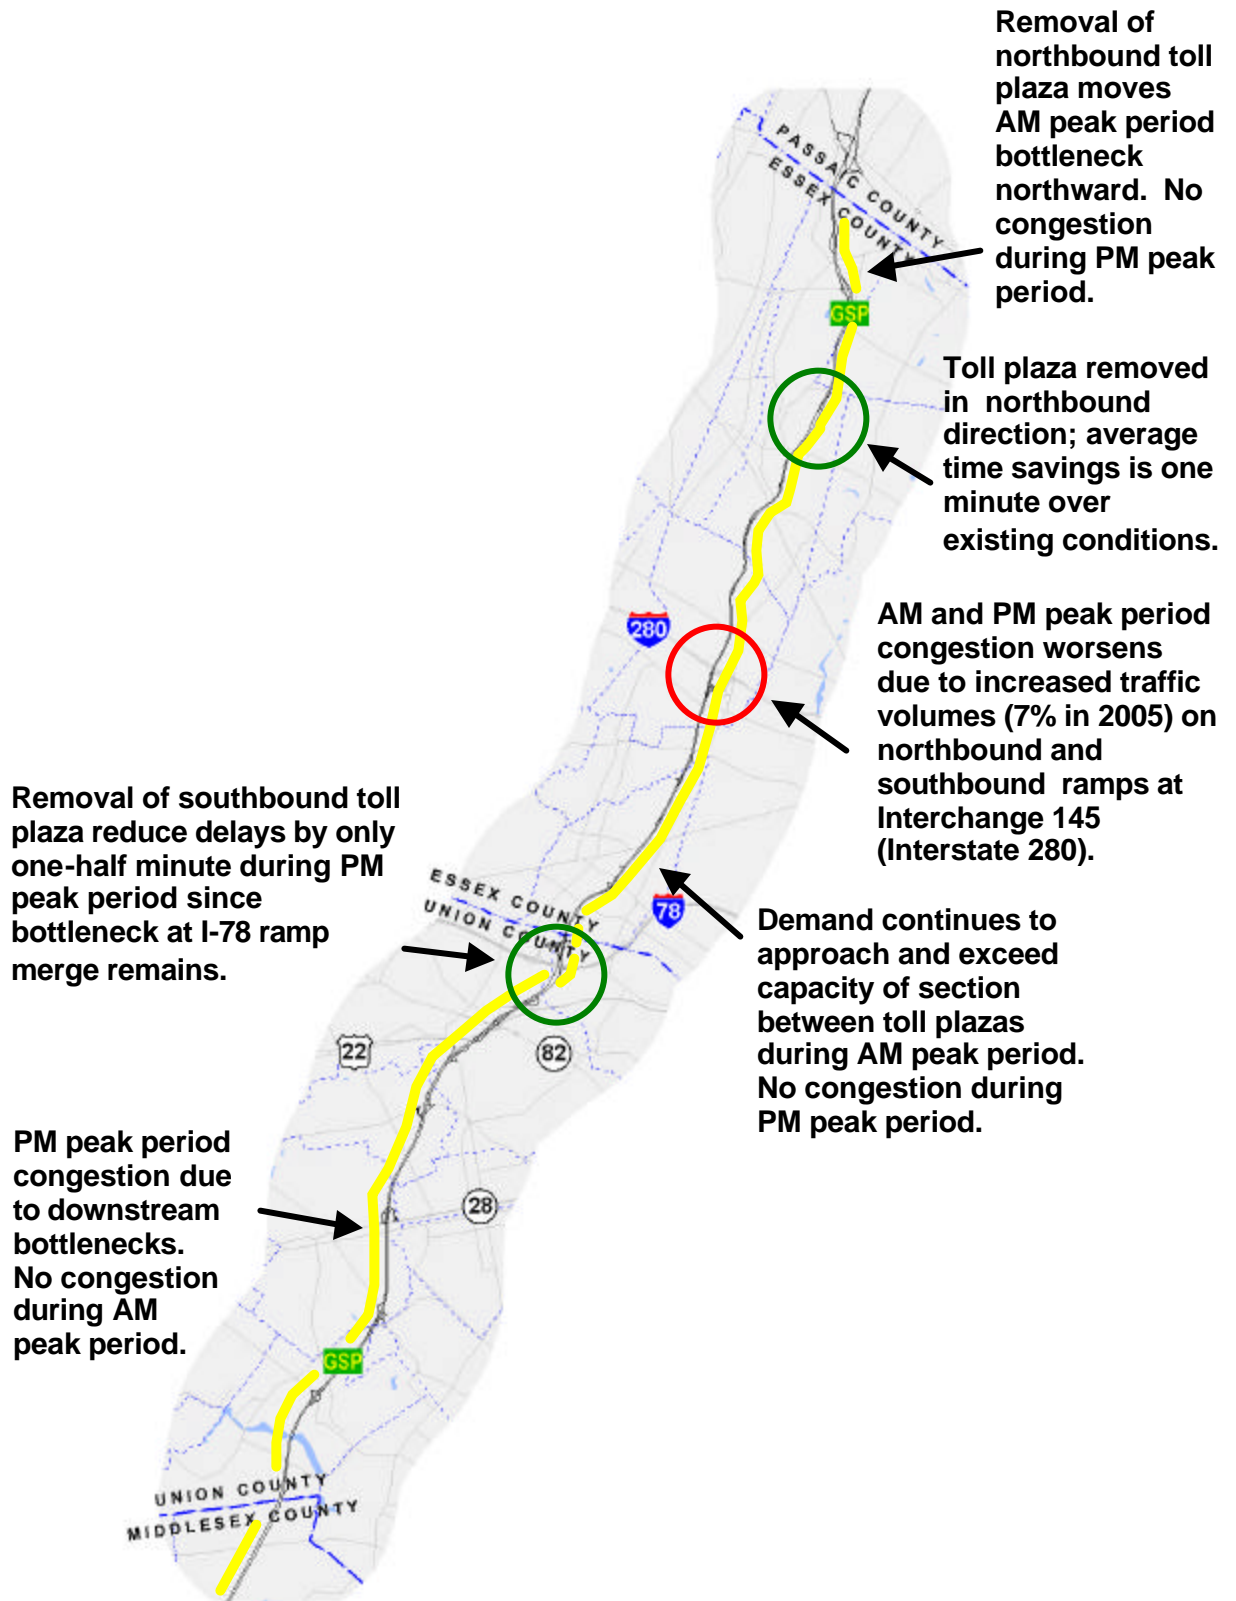 Removal of
northbound toll
plaza moves
AM peak period
bottleneck
northward.  No
congestion
during PM peak
period.
PASSAIC COUNTY
ESSEX COUNTY
GSP
Toll plaza removed
in  northbound
direction; average
time savings is one
minute over
existing conditions.
280
AM and PM peak period
congestion worsens
due to increased traffic
volumes (7% in 2005) on
northbound and
southbound  ramps at
Interchange 145
(Interstate 280).
Removal of southbound toll
plaza reduce delays by only
one-half minute during PM
peak period since
bottleneck at I-78 ramp
merge remains.
ESSEX COUNTY
UNION COUNTY
78
Demand continues to
approach and exceed
capacity of section
between toll plazas
during AM peak period.
No congestion during
PM peak period.
22
82
PM peak period
congestion due
to downstream
bottlenecks.
No congestion
during AM
peak period.
28
GSP
UNION COUNTY
MIDDLESEX COUNTY